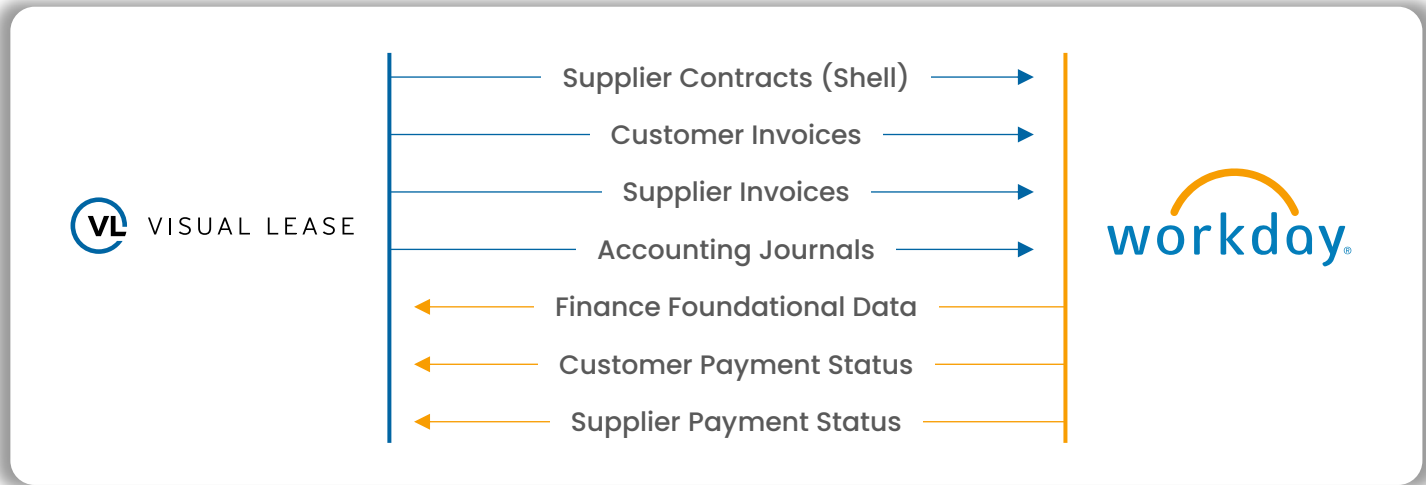 Supplier Contracts (Shell)
Customer Invoices
Supplier Invoices
VL VISUAL LEASE
Accounting Journals
workday®
Finance Foundational Data
Customer Payment Status
Supplier Payment Status